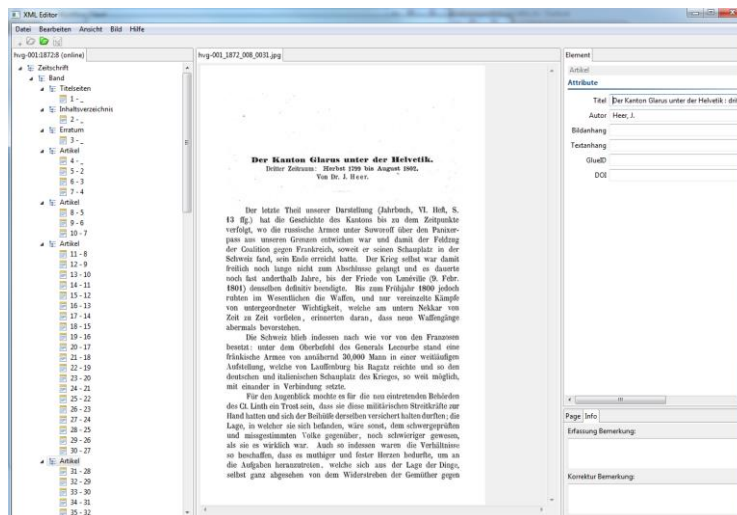 XML Editor
Datei Bearbeiten Ansicht Bild Hilfe
hvg-001:1872:8 (online)
Zeitschrift
Band
Titelseiten
1 - _
Inhaltsverzeichnis
2 - _
Erratum
3 - _
Artikel
4 - _
5 - 2
6 - 3
7 - 4
Artikel
8 - 5
9 - 6
10 - 7
Artikel
11 - 8
12 - 9
13 - 10
14 - 11
15 - 12
16 - 13
17 - 14
18 - 15
19 - 16
20 - 17
21 - 18
22 - 19
23 - 20
24 - 21
25 - 22
26 - 23
27 - 24
28 - 25
29 - 26
30 - 27
Artikel
31 - 28
32 - 29
33 - 30
34 - 31
35 - 32
hvg-001_1872_008_0031.jpg
Der Kanton Glarus unter der Helvetik.
Dritter Zeitraum: Herbst 1799 bis August 1802.
Von Dr. J. Heer.
Der letzte Theil unserer Darstellung (Jahrbuch, VI. Heft, S.
13 ffg.) hat die Geschichte des Kantons bis zu dem Zeitpunkte
verfolgt, wo die russische Armee unter Suworoff über den Panixer-
pass aus unseren Grenzen entwichen war und damit der Feldzug
der Coalition gegen Frankreich, soweit er seinen Schauplatz in der
Schweiz fand, sein Ende erreicht hatte. Der Krieg selbst war damit
freilich noch lange nicht zum Abschlusse gelangt und es dauerte
noch fast anderthalb Jahre, bis der Friede von Lunéville (9. Febr.
1801) denselben definitiv beendigte. Bis zum Frühjahr 1800 jedoch
ruhten im Wesentlichen die Waffen, und nur vereinzelte Kämpfe
von untergeordneter Wichtigkeit, welche am untern Nekkar von
Zeit zu Zeit vorfielen, erinnerten daran, dass neue Waffengänge
abermals bevorstehen.
Die Schweiz blieb indessen nach wie vor von den Franzosen
besetzt: unter dem Oberbefehl des Generals Lecourbe stand eine
fränkische Armee von annähernd 30,000 Mann in einer weitläufigen
Aufstellung, welche von Lauffenburg bis Ragatz reichte und so den
deutschen und italienischen Schauplatz des Krieges, so weit möglich,
mit einander in Verbindung setzte.
Für den Augenblick mochte es für die neu eintretenden Behörden
des Ct. Linth ein Trost sein, dass sie diese militärischen Streitkräfte zur
Hand hatten und sich der Beihülfe derselben versichert halten durften; die
Lage, in welcher sie sich befanden, wäre sonst, dem schwergeprüften
und missgestimmten Volke gegenüber, noch schwieriger gewesen,
als sie es wirklich war. Auch so indessen waren die Verhältnisse
so beschaffen, dass es muthiger und fester Herzen bedurfte, um an
die Aufgaben heranzutreten, welche sich aus der Lage der Dinge,
selbst ganz abgesehen von dem Widerstreben der Gemüther gegen
Element
Artikel
Attribute
Titel Der Kanton Glarus unter der Helvetik : drit
Autor Heer, J.
Bildanhang
Textanhang
GlueID
DOI
Page Info
Erfassung Bemerkung:
Korrektur Bemerkung: